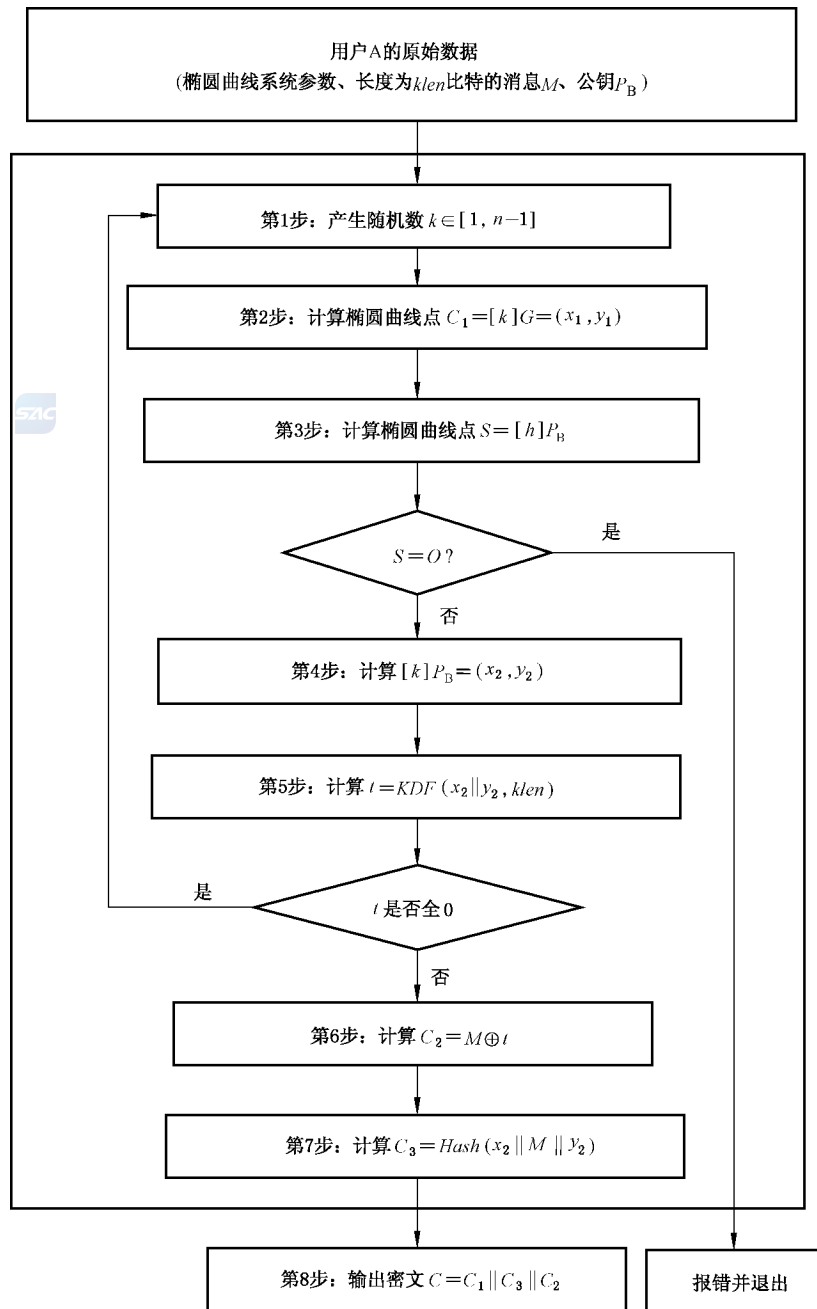 用户A的原始数据
(椭圆曲线系统参数、长度为klen比特的消息M、公钥P_B)
第1步：产生随机数k∈[1, n−1]
第2步：计算椭圆曲线点C₁=[k]G=(x₁,y₁)
SAC
第3步：计算椭圆曲线点S=[h]P_B
S=O?
是
否
第4步：计算[k]P_B=(x₂,y₂)
第5步：计算t=KDF(x₂||y₂,klen)
是
t是否全0
否
第6步：计算C₂=M⊕t
第7步：计算C₃=Hash(x₂||M||y₂)
第8步：输出密文C=C₁||C₃||C₂
报错并退出